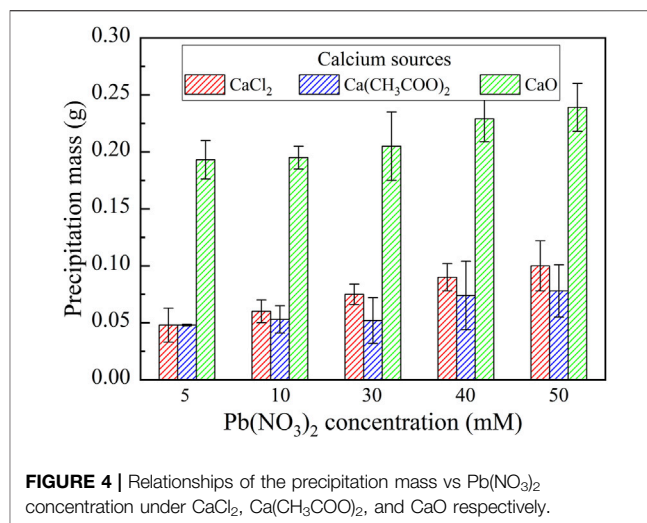 0.30
0.25
0.20
0.15
0.10
0.05
0.00
Precipitation mass (g)
Calcium sources
CaCl₂ Ca(CH₃COO)₂ CaO
5 10 30 40 50
Pb(NO₃)₂ concentration (mM)
FIGURE 4 | Relationships of the precipitation mass vs Pb(NO₃)₂
concentration under CaCl₂, Ca(CH₃COO)₂, and CaO respectively.